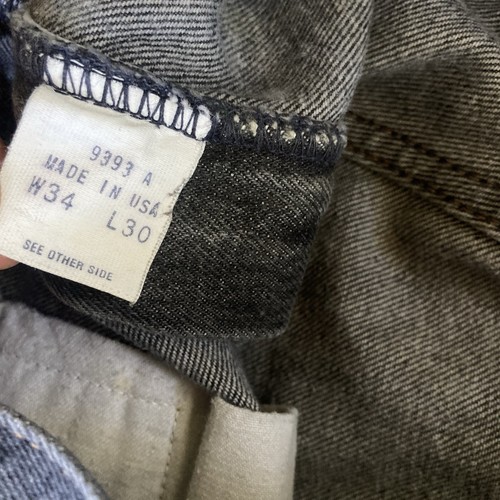 9393 A
MADE IN USA
W34 L30
SEE OTHER SIDE